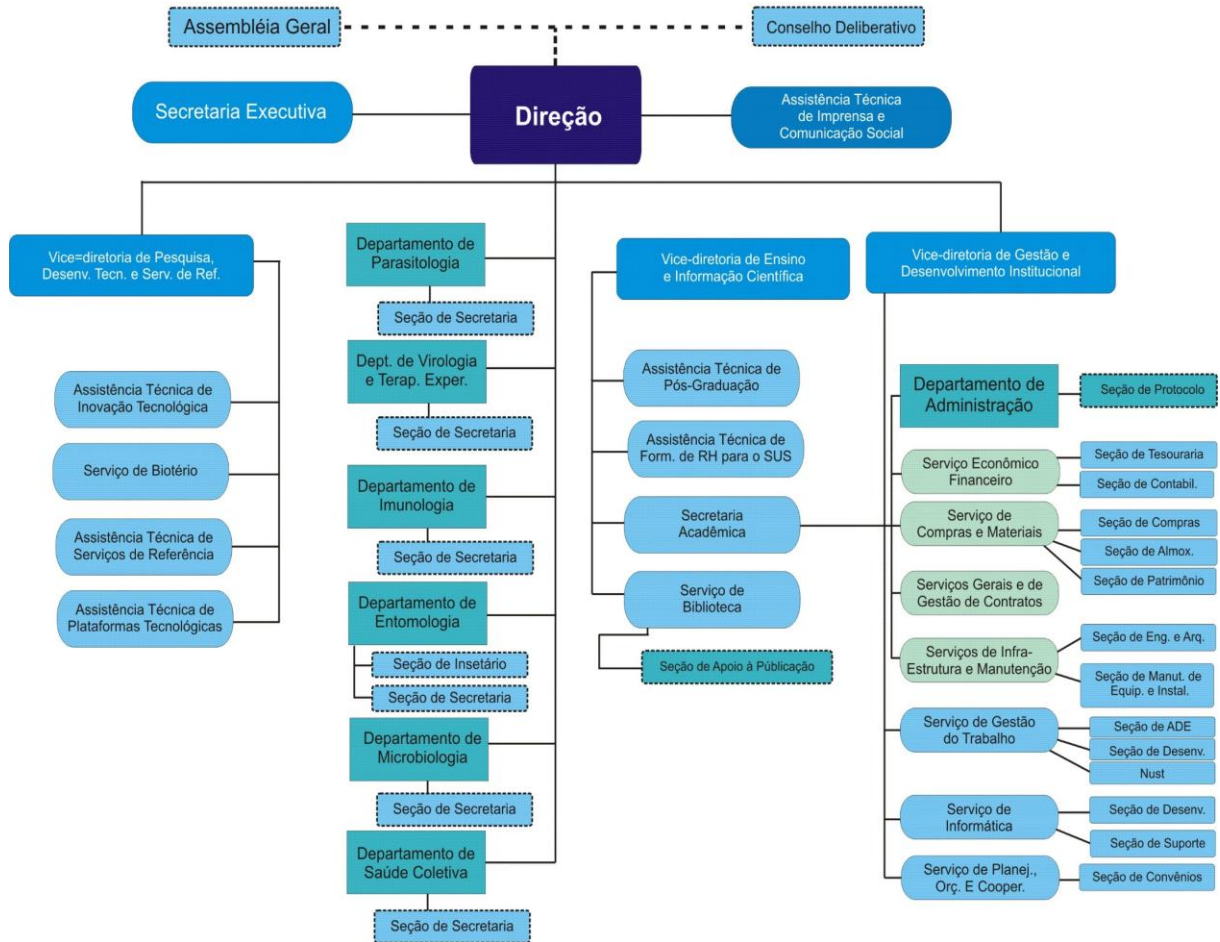 Assembléia Geral
Conselho Deliberativo
Secretaria Executiva
Direção
Assistência Técnica
de Imprensa e
Comunicação Social
Vice=diretoria de Pesquisa,
Desenv. Tecn. e Serv. de Ref.
Assistência Técnica de
Inovação Tecnológica
Serviço de Biotério
Assistência Técnica de
Serviços de Referência
Assistência Técnica de
Plataformas Tecnológicas
Departamento de
Parasitologia
Seção de Secretaria
Dept. de Virologia
e Terap. Exper.
Seção de Secretaria
Departamento de
Imunologia
Seção de Secretaria
Departamento de
Entomologia
Seção de Insetário
Seção de Secretaria
Departamento de
Microbiologia
Seção de Secretaria
Departamento de
Saúde Coletiva
Seção de Secretaria
Vice-diretoria de Ensino
e Informação Científica
Assistência Técnica de
Pós-Graduação
Assistência Técnica de
Form. de RH para o SUS
Secretaria
Acadêmica
Serviço de
Biblioteca
Seção de Apoio à Públicação
Vice-diretoria de Gestão e
Desenvolvimento Institucional
Departamento de
Administração
Seção de Protocolo
Serviço Econômico
Financeiro
Seção de Tesouraria
Seção de Contabil.
Serviço de
Compras e Materiais
Seção de Compras
Seção de Almox.
Seção de Patrimônio
Serviços Gerais e de
Gestão de Contratos
Serviços de Infra-
Estrutura e Manutenção
Seção de Eng. e Arq.
Seção de Manut. de
Equip. e Instal.
Serviço de Gestão
do Trabalho
Seção de ADE
Seção de Desenv.
Nust
Serviço de
Informática
Seção de Desenv.
Seção de Suporte
Serviço de Planej.,
Orç. E Cooper.
Seção de Convênios